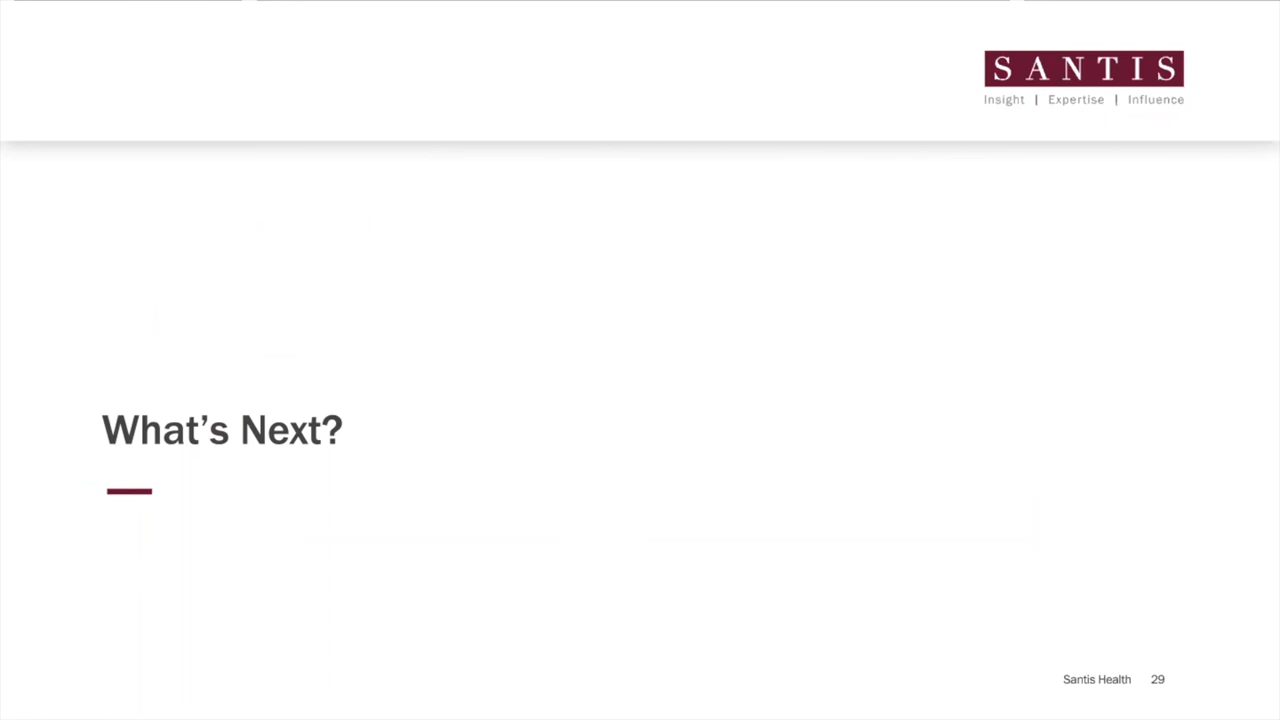 SANTIS
Insight | Expertise | Influence
What’s Next?
Santis Health 29